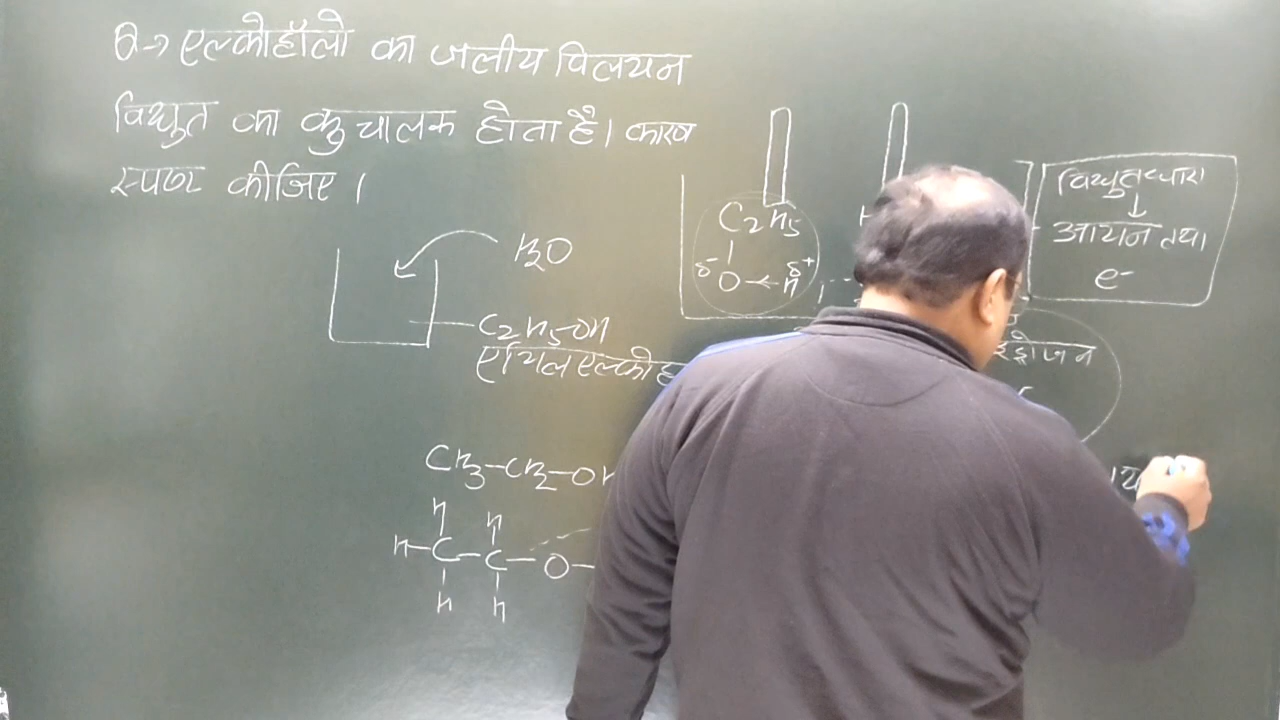 Q→ एल्कोहॉलो का जलीय विलयन
विद्युत का कुचालक होता है। कारण
स्पष्ट कीजिए।
H2O
C2H5-OH
एथिल एल्कोह
CH3-CH2-OH
H H
H-C-C-O-
H H
C2H5
δ- δ+
O H
विद्युतधारा
↓
आयन तथा
e-
इड्रोजन